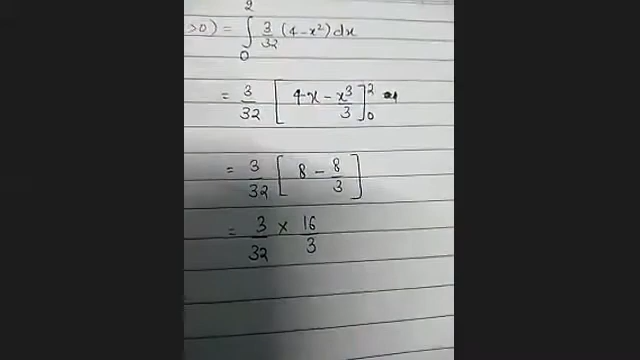 >0) = ∫₀² 3/32 (4-x²) dx
= 3/32 [4x - x³/3]₀²
= 3/32 [8 - 8/3]
= 3/32 × 16/3